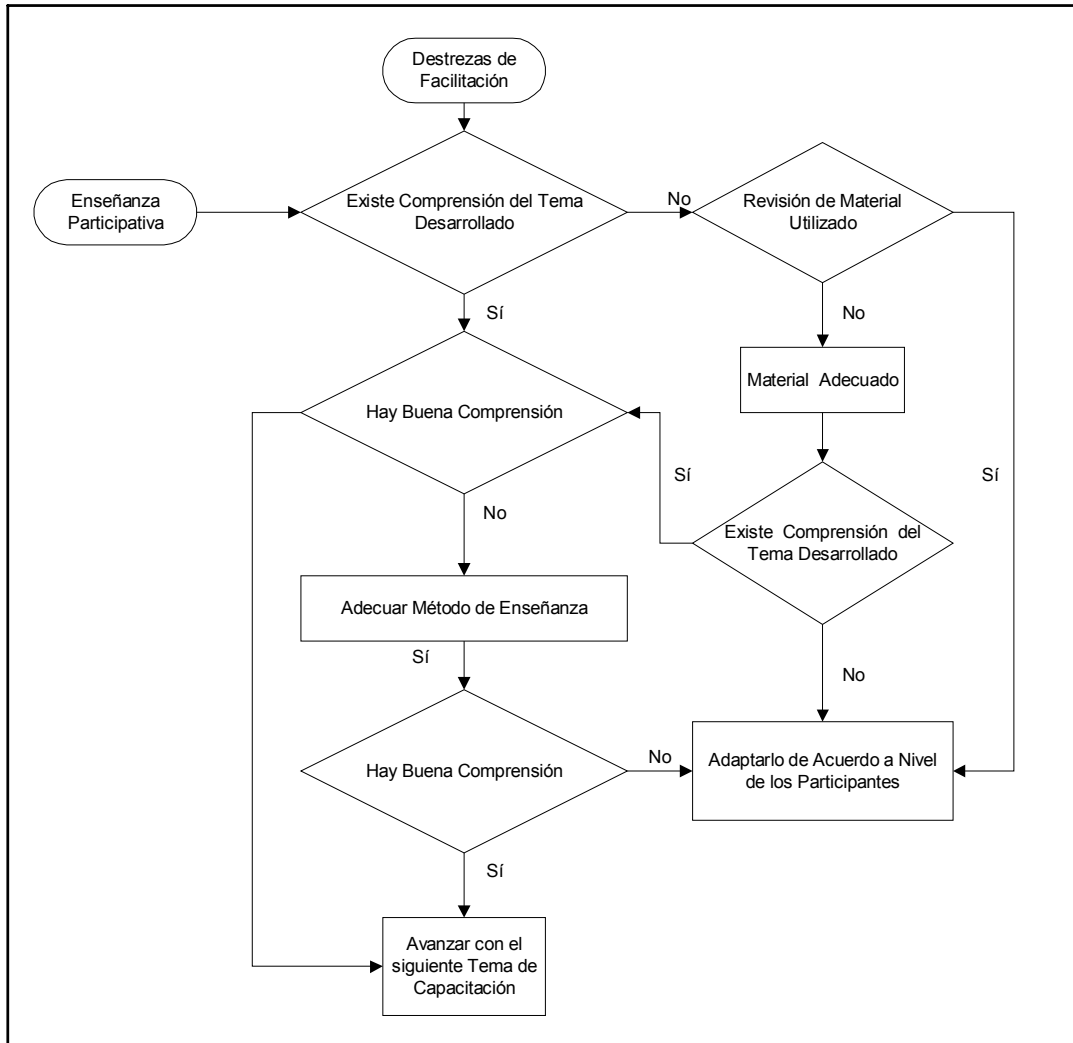 Destrezas de
Facilitación
Enseñanza
Participativa
Existe Comprensión del Tema
Desarrollado
No
Revisión de Material
Utilizado
Sí
No
Hay Buena Comprensión
Material Adecuado
Sí
Sí
No
Existe Comprensión del
Tema Desarrollado
Adecuar Método de Enseñanza
Sí
No
Hay Buena Comprensión
No
Adaptarlo de Acuerdo a Nivel
de los Participantes
Sí
Avanzar con el
siguiente Tema de
Capacitación